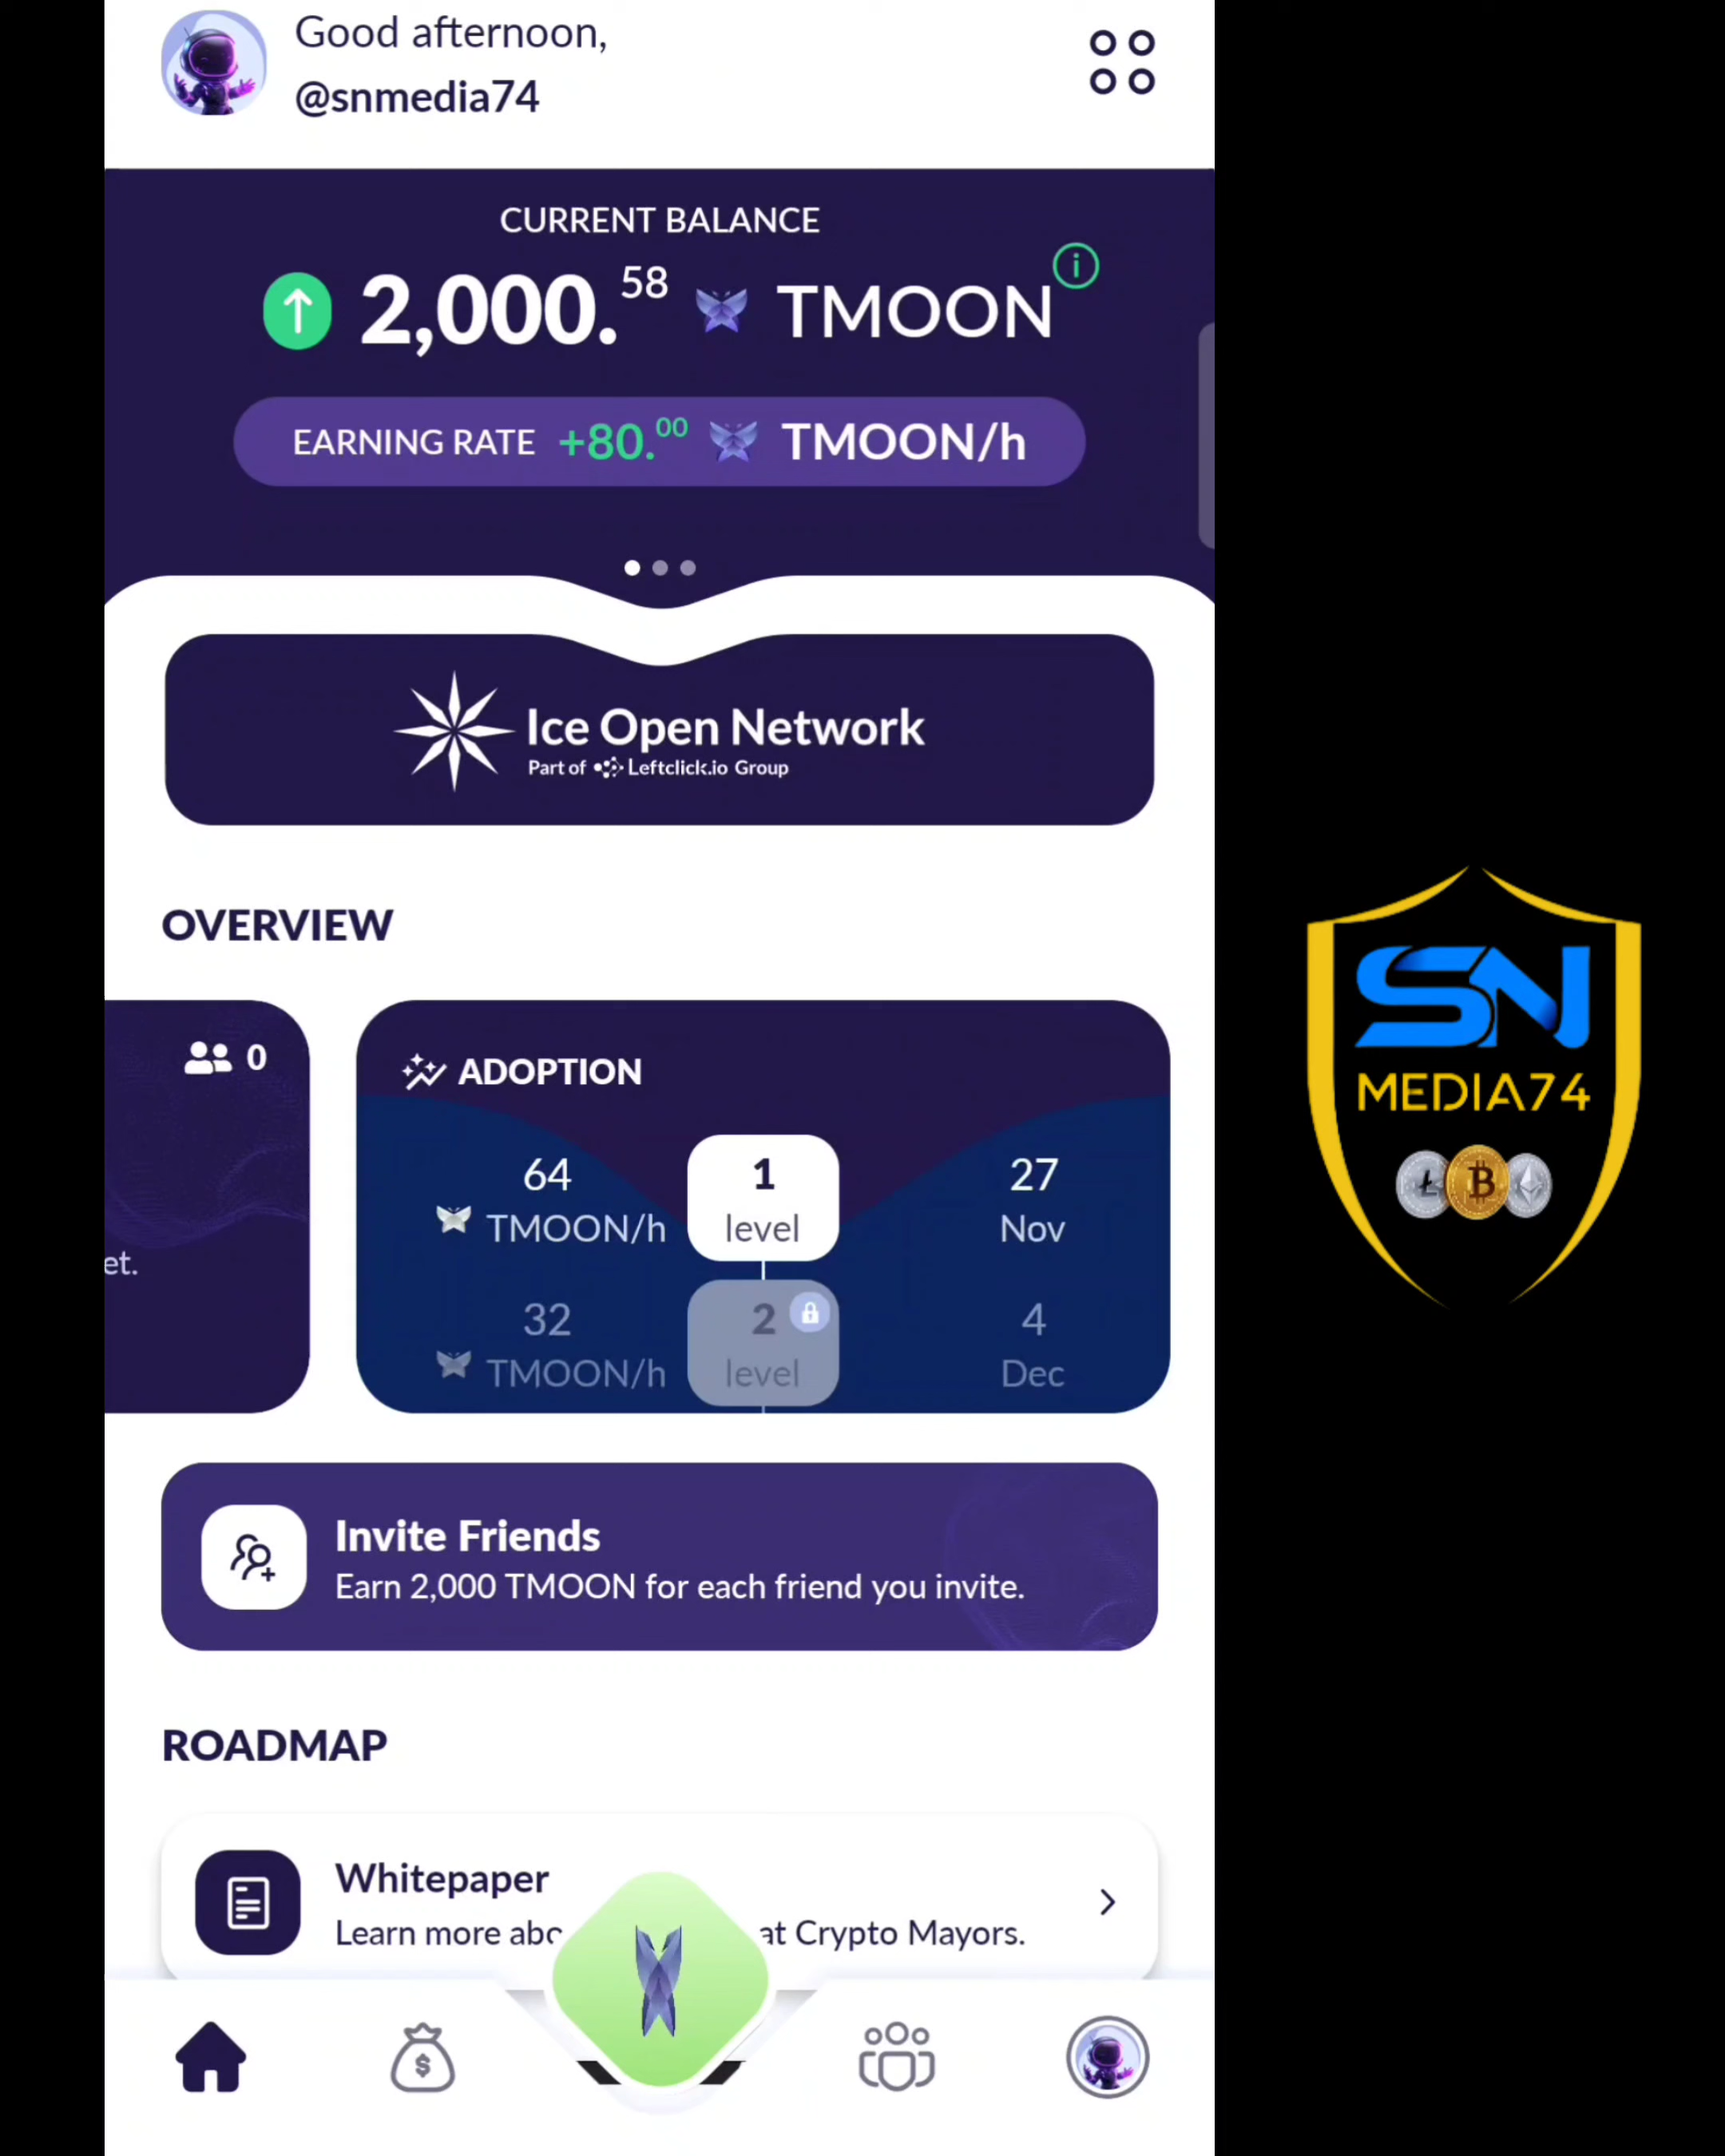 Good afternoon,
@snmedia74
CURRENT BALANCE
2,000.58 TMOON
EARNING RATE +80.00 TMOON/h
Ice Open Network
Part of Leftclick.io Group
OVERVIEW
0
et.
ADOPTION
64 TMOON/h
1 level
27 Nov
32 TMOON/h
2 level
4 Dec
Invite Friends
Earn 2,000 TMOON for each friend you invite.
ROADMAP
Whitepaper
Learn more abo at Crypto Mayors.
SN
MEDIA74